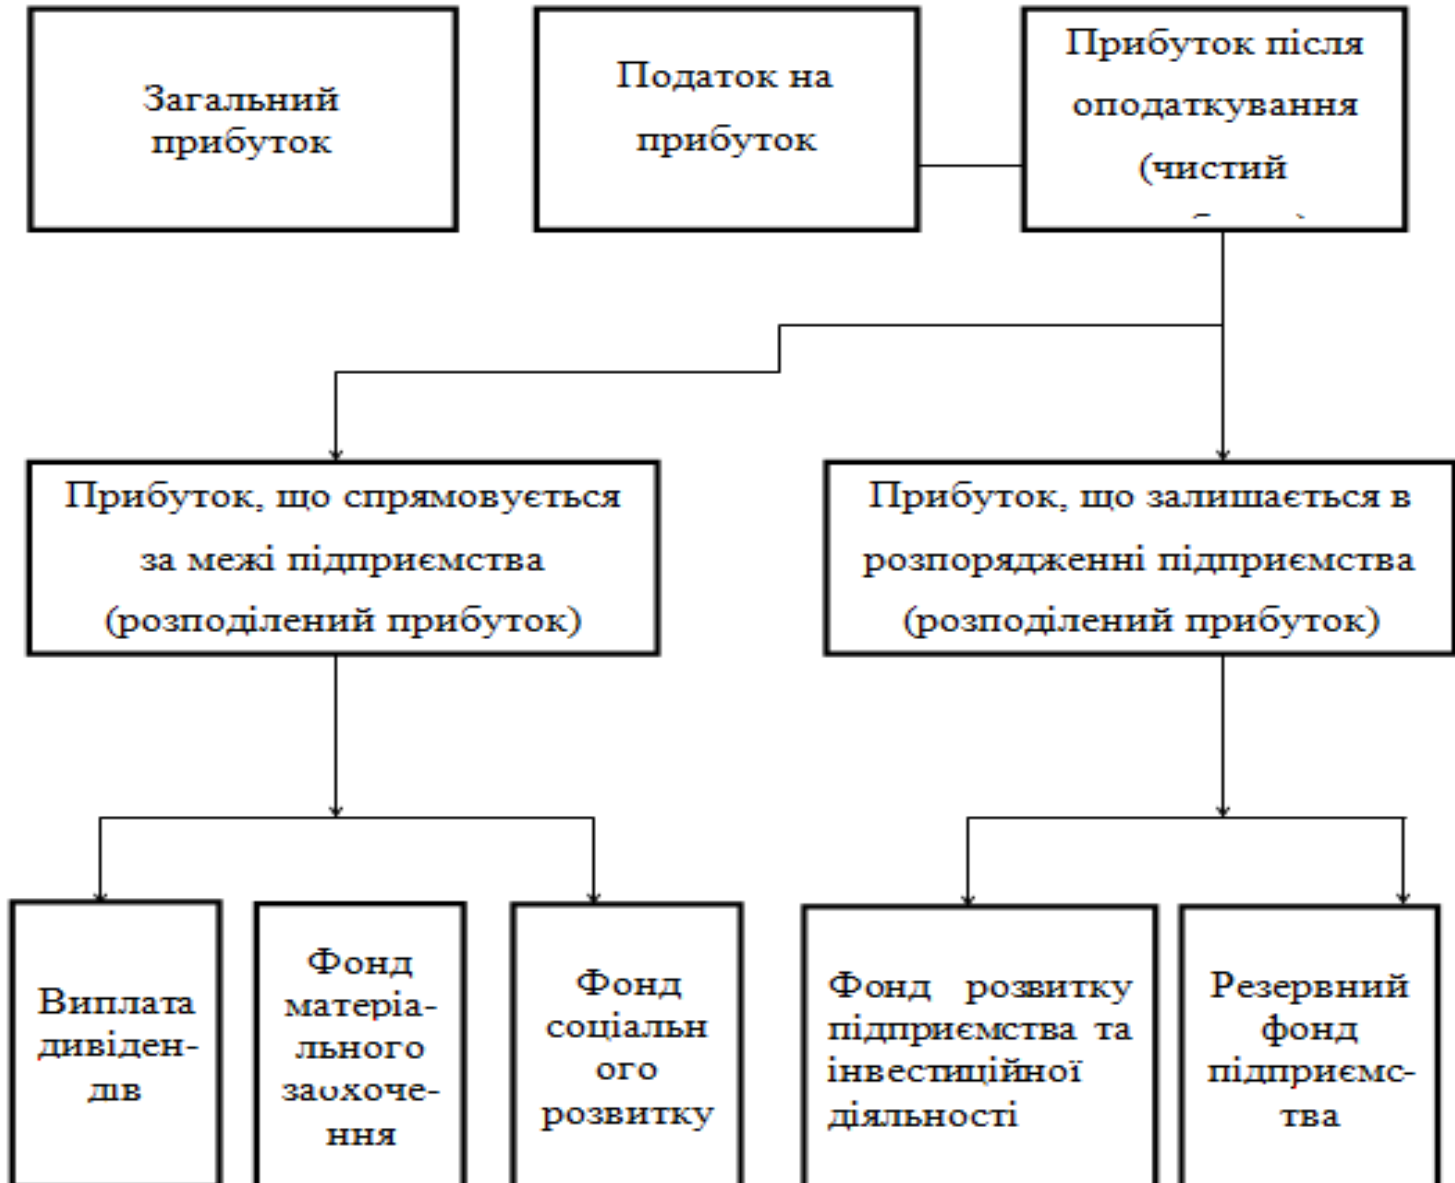 Загальний
прибуток
Податок на
прибуток
Прибуток після
оподаткування
(чистий
Прибуток, що спрямовується
за межі підприємства
(розподілений прибуток)
Прибуток, що залишається в
розпорядженні підприємства
(розподілений прибуток)
Виплата
дивіден-
дів
Фонд
матеріа-
льного
заохоче-
ння
Фонд
соціальн
ого
розвитку
Фонд розвитку
підприємства та
інвестиційної
діяльності
Резервний
фонд
підприємс-
тва